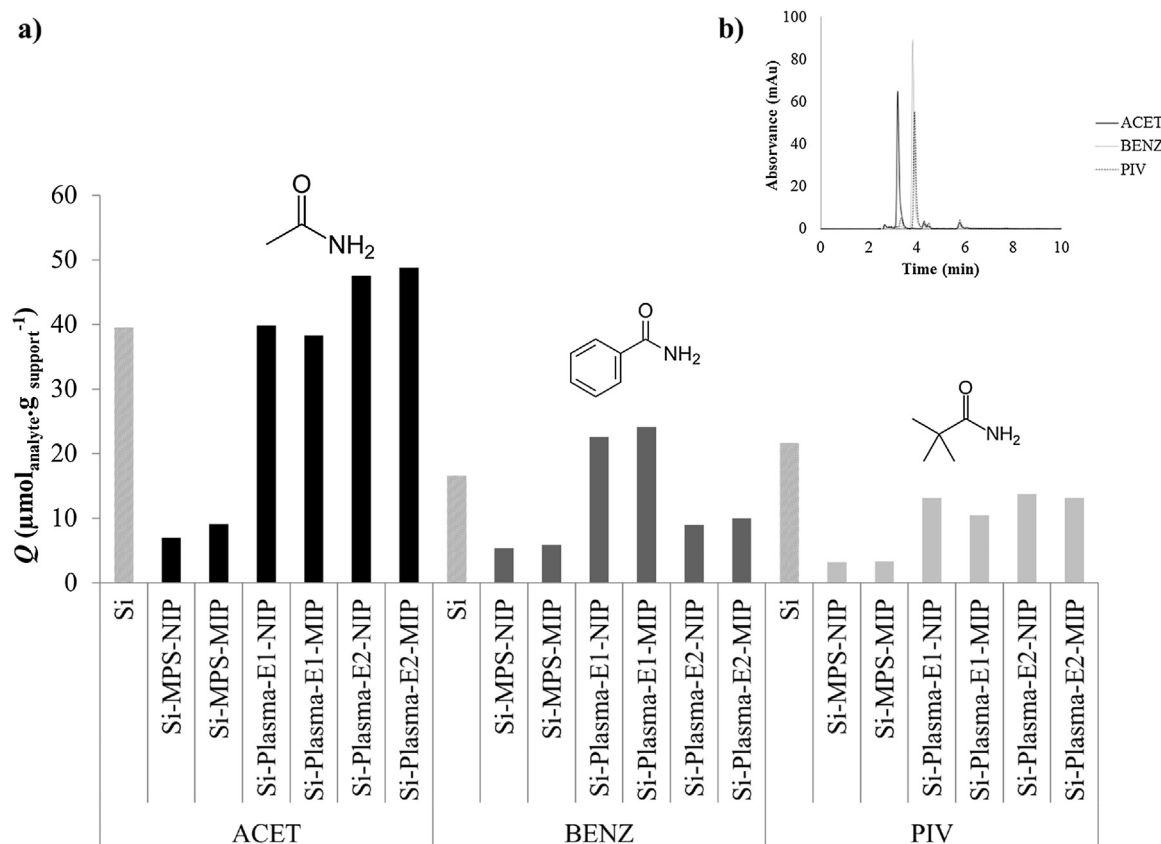 a)
b)
100
80
60
40
20
0
Absorvance (mAu)
0 2 4 6 8 10
Time (min)
ACET
BENZ
PIV
60
50
40
30
20
10
0
Q (μmol analyte·g support -1)
O
NH2
O
NH2
O
NH2
Si
Si-MPS-NIP
Si-MPS-MIP
Si-Plasma-E1-NIP
Si-Plasma-E1-MIP
Si-Plasma-E2-NIP
Si-Plasma-E2-MIP
Si
Si-MPS-NIP
Si-MPS-MIP
Si-Plasma-E1-NIP
Si-Plasma-E1-MIP
Si-Plasma-E2-NIP
Si-Plasma-E2-MIP
Si
Si-MPS-NIP
Si-MPS-MIP
Si-Plasma-E1-NIP
Si-Plasma-E1-MIP
Si-Plasma-E2-NIP
Si-Plasma-E2-MIP
ACET
BENZ
PIV